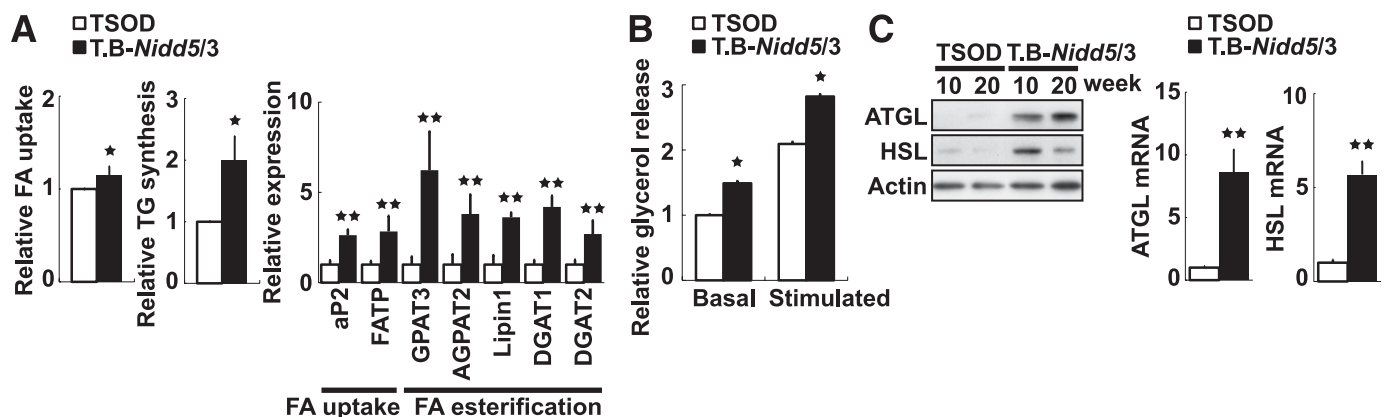 A
TSOD
T.B-Nidd5/3
Relative FA uptake
2
1
0
Relative TG synthesis
3
2
1
0
Relative expression
10
5
0
★
★
★★ ★★ ★★ ★★ ★★ ★★ ★★
aP2 FATP GPAT3 AGPAT2 Lipin1 DGAT1 DGAT2
FA uptake FA esterification
B
TSOD
T.B-Nidd5/3
Relative glycerol release
3
2
1
0
★
★
Basal Stimulated
C
TSOD T.B-Nidd5/3
10 20 10 20 week
ATGL
HSL
Actin
TSOD
T.B-Nidd5/3
ATGL mRNA
15
10
5
0
★★
HSL mRNA
10
5
0
★★